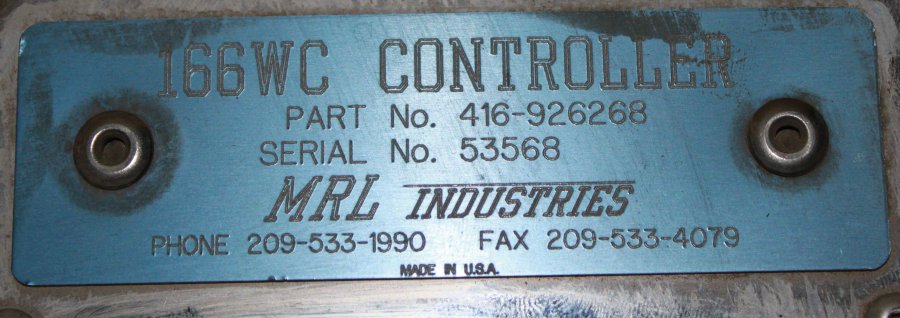 166WC CONTROLLER
PART No. 416-926268
SERIAL No. 53568
MRL INDUSTRIES
PHONE 209-533-1990 FAX 209-533-4079
MADE IN U.S.A.